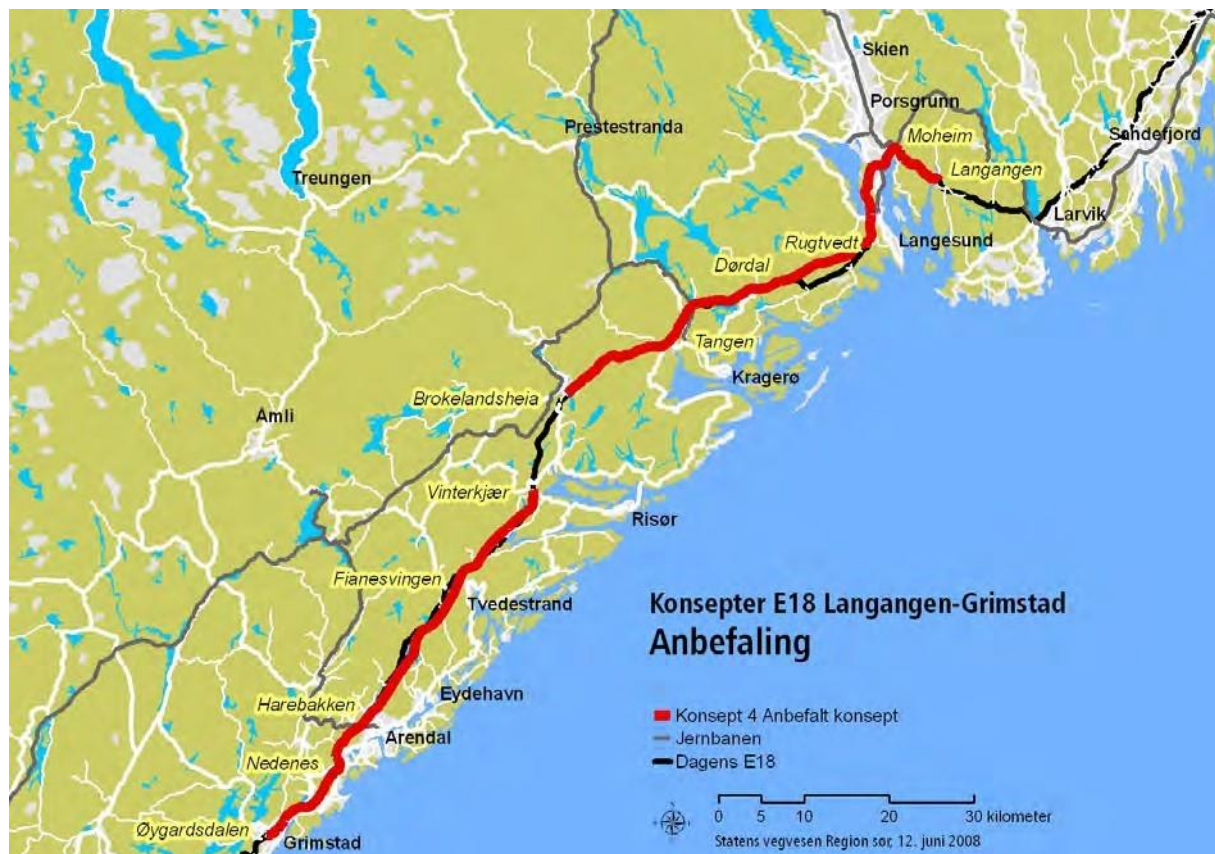 Skien
Porsgrunn
Prestestranda
Moheim
Sandefjord
Langangen
Treungen
Larvik
Rugtvedt
Langesund
Dørdal
Tangen
Kragerø
Brokelandsheia
Åmli
Vinterkjær
Risør
Fianesvingen
Tvedestrand
Eydehavn
Harebakken
Arendal
Nedenes
Øygardsdalen
Grimstad
Konsepter E18 Langangen-Grimstad
Anbefaling
Konsept 4 Anbefalt konsept
Jernbanen
Dagens E18
0 5 10 20 30 kilometer
Statens vegvesen Region sør, 12. juni 2008